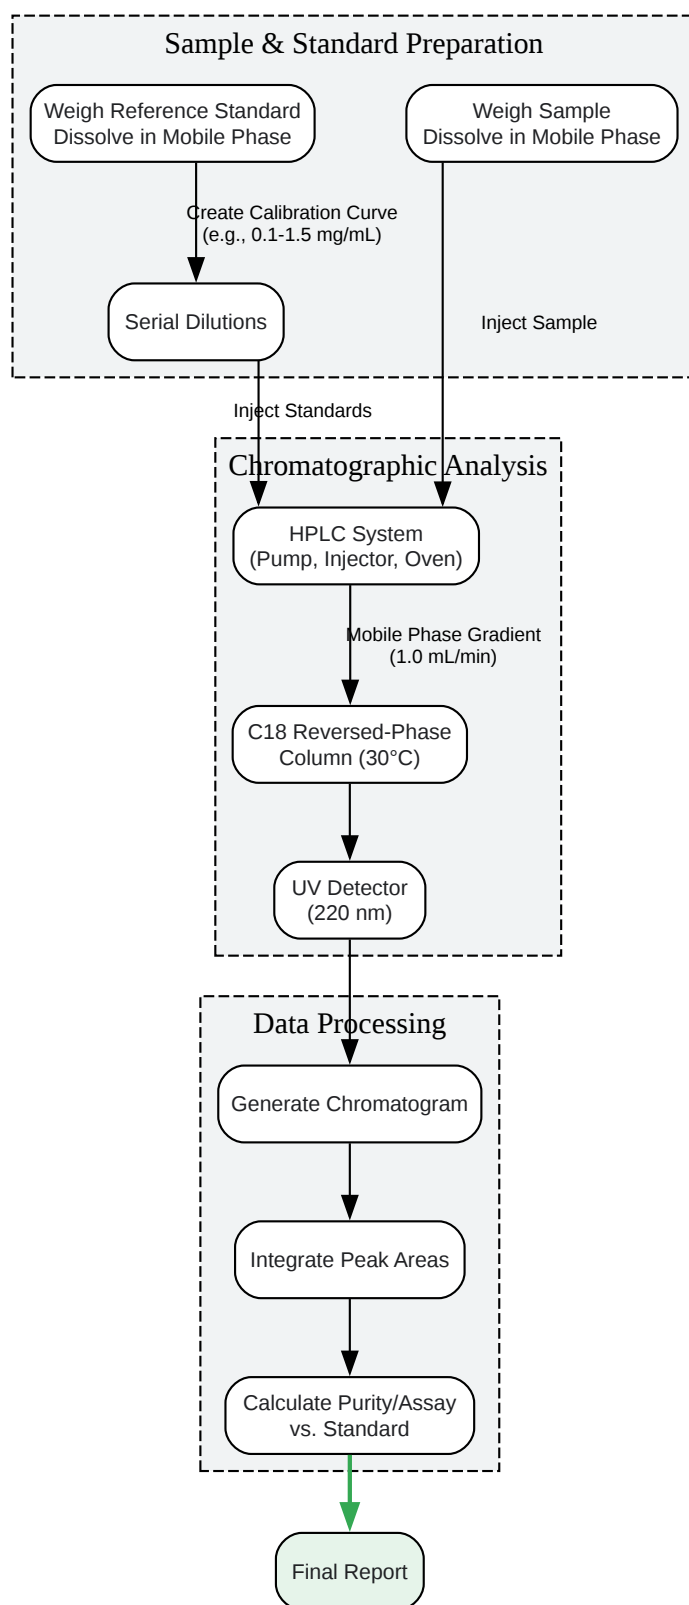 Sample & Standard Preparation
Weigh Reference Standard
Dissolve in Mobile Phase
Weigh Sample
Dissolve in Mobile Phase
Create Calibration Curve
(e.g., 0.1-1.5 mg/mL)
Serial Dilutions
Inject Sample
Inject Standards
Chromatographic Analysis
HPLC System
(Pump, Injector, Oven)
Mobile Phase Gradient
(1.0 mL/min)
C18 Reversed-Phase
Column (30°C)
UV Detector
(220 nm)
Data Processing
Generate Chromatogram
Integrate Peak Areas
Calculate Purity/Assay
vs. Standard
Final Report